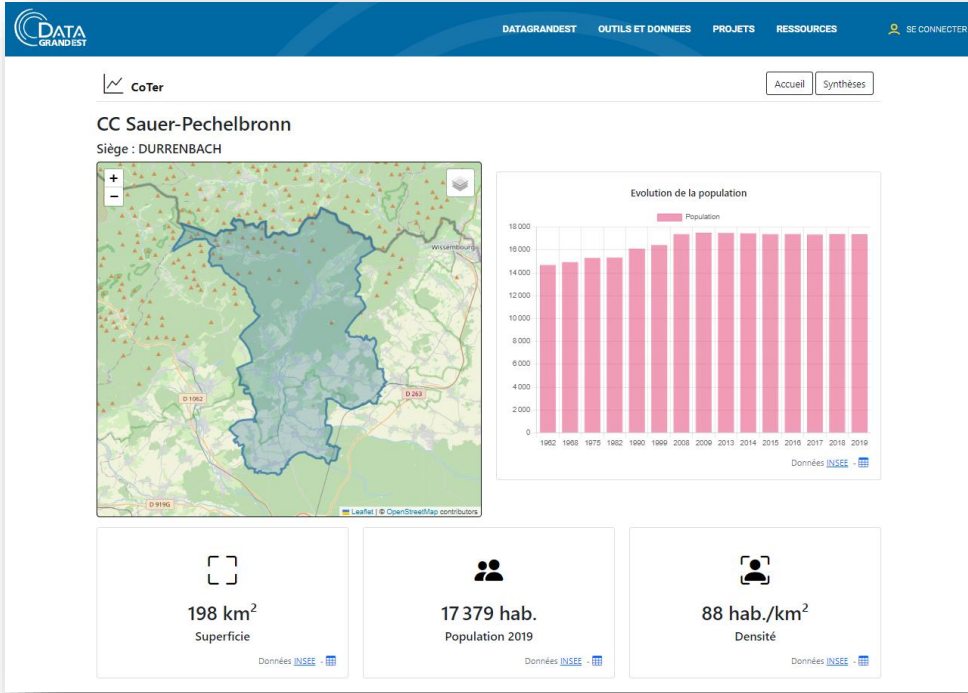 DATA
GRAND EST
DATAGRANDEST OUTILS ET DONNEES PROJETS RESSOURCES SE CONNECTER
CoTer
Accueil Synthèses
CC Sauer-Pechelbronn
Siège : DURRENBACH
+
−
Wissembourg
D 1062
D 263
D 919G
Leaflet | © OpenStreetMap contributors
Evolution de la population
Population
18 000
16 000
14 000
12 000
10 000
8 000
6 000
4 000
2 000
0
1962 1968 1975 1982 1990 1999 2008 2009 2013 2014 2015 2016 2017 2018 2019
Données INSEE -
198 km²
Superficie
Données INSEE -
17 379 hab.
Population 2019
Données INSEE -
88 hab./km²
Densité
Données INSEE -